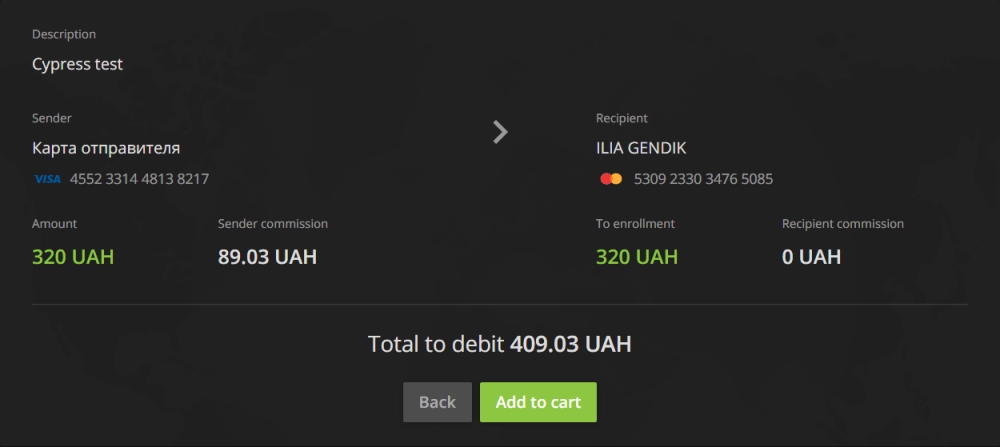 Description
Cypress test
Sender
Карта отправителя
VISA 4552 3314 4813 8217
Recipient
ILIA GENDIK
5309 2330 3476 5085
Amount Sender commission
320 UAH 89.03 UAH
To enrollment Recipient commission
320 UAH 0 UAH
Total to debit 409.03 UAH
Back Add to cart